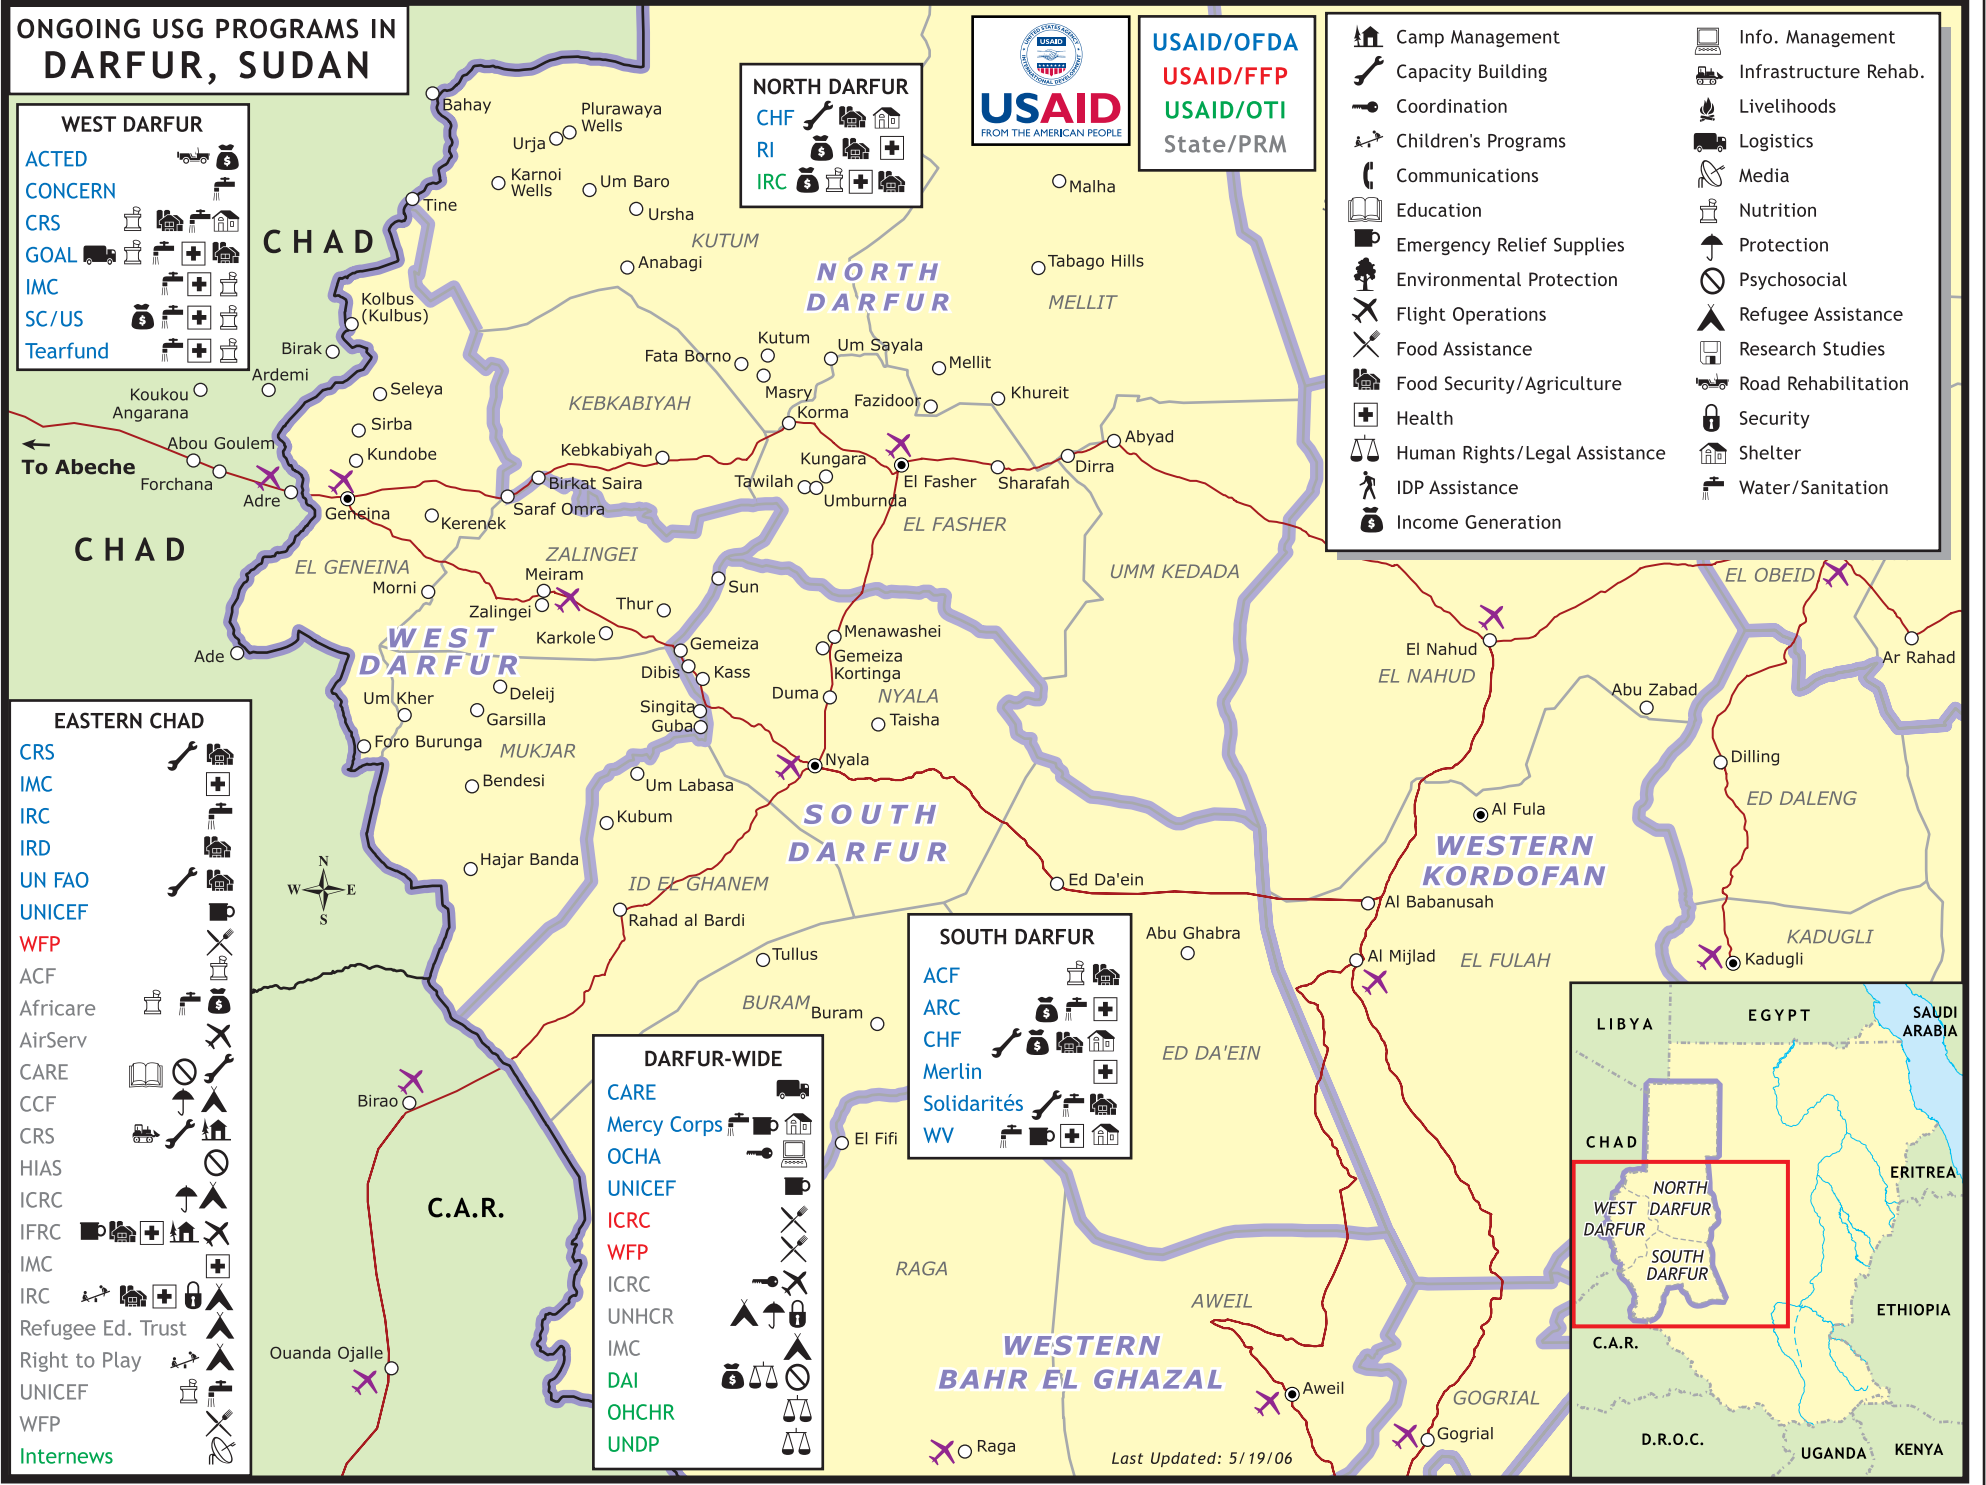 ONGOING USG PROGRAMS IN
DARFUR, SUDAN
WEST DARFUR
ACTED
CONCERN
CRS
GOAL
IMC
SC/US
Tearfund
NORTH DARFUR
CHF
RI
IRC
USAID
FROM THE AMERICAN PEOPLE
USAID/OFDA
USAID/FFP
USAID/OTI
State/PRM
Camp Management
Capacity Building
Coordination
Children's Programs
Communications
Education
Emergency Relief Supplies
Environmental Protection
Flight Operations
Food Assistance
Food Security/Agriculture
Health
Human Rights/Legal Assistance
IDP Assistance
Income Generation
Info. Management
Infrastructure Rehab.
Livelihoods
Logistics
Media
Nutrition
Protection
Psychosocial
Refugee Assistance
Research Studies
Road Rehabilitation
Security
Shelter
Water/Sanitation
Bahay
Plurawaya
Wells
Urja
Karnoi
Wells
Um Baro
Ursha
Tine
Malha
CHAD
KUTUM
Anabagi
NORTH
DARFUR
Tabago Hills
MELLIT
Kolbus
(Kulbus)
Birak
Ardemi
Koukou
Angarana
Seleya
Sirba
Kundobe
Abou Goulem
To Abeche
Forchana
Adre
Geneina
Kutum
Fata Borno
Masry
Um Sayala
Mellit
Khureit
Fazidoor
KEBKABIYAH
Korma
Kebkabiyah
Abyad
Dirra
Sharafah
El Fasher
Kungara
Tawilah
Umburnda
Birkat Saira
Saraf Omra
Kerenek
EL FASHER
CHAD
EL GENEINA
ZALINGEI
Meiram
Zalingei
Morni
Thur
Sun
Karkole
UMM KEDADA
EL OBEID
WEST
DARFUR
Ade
Gemeiza
Dibis
Kass
Menawashei
Gemeiza
Kortinga
El Nahud
EL NAHUD
Ar Rahad
Abu Zabad
Um Kher
Deleij
Garsilla
Singita
Guba
Duma
NYALA
Taisha
Foro Burunga
MUKJAR
Nyala
Bendesi
Um Labasa
Kubum
Hajar Banda
SOUTH
DARFUR
Dilling
ED DALENG
Al Fula
WESTERN
KORDOFAN
ID EL GHANEM
Rahad al Bardi
Ed Da'ein
Al Babanusah
Abu Ghabra
Al Mijlad
EL FULAH
KADUGLI
Kadugli
Tullus
BURAM
Buram
ED DA'EIN
N
W
E
S
EASTERN CHAD
CRS
IMC
IRC
IRD
UN FAO
UNICEF
WFP
ACF
Africare
AirServ
CARE
CCF
CRS
HIAS
ICRC
IFRC
IMC
IRC
Refugee Ed. Trust
Right to Play
UNICEF
WFP
Internews
SOUTH DARFUR
ACF
ARC
CHF
Merlin
Solidarités
WV
DARFUR-WIDE
CARE
Mercy Corps
OCHA
UNICEF
ICRC
WFP
ICRC
UNHCR
IMC
DAI
OHCHR
UNDP
Birao
El Fifi
C.A.R.
Ouanda Ojalle
RAGA
AWEIL
WESTERN
BAHR EL GHAZAL
Aweil
GOGRIAL
Gogrial
Raga
Last Updated: 5/19/06
LIBYA
EGYPT
SAUDI
ARABIA
CHAD
ERITREA
NORTH
DARFUR
WEST
DARFUR
SOUTH
DARFUR
ETHIOPIA
C.A.R.
D.R.O.C.
UGANDA
KENYA